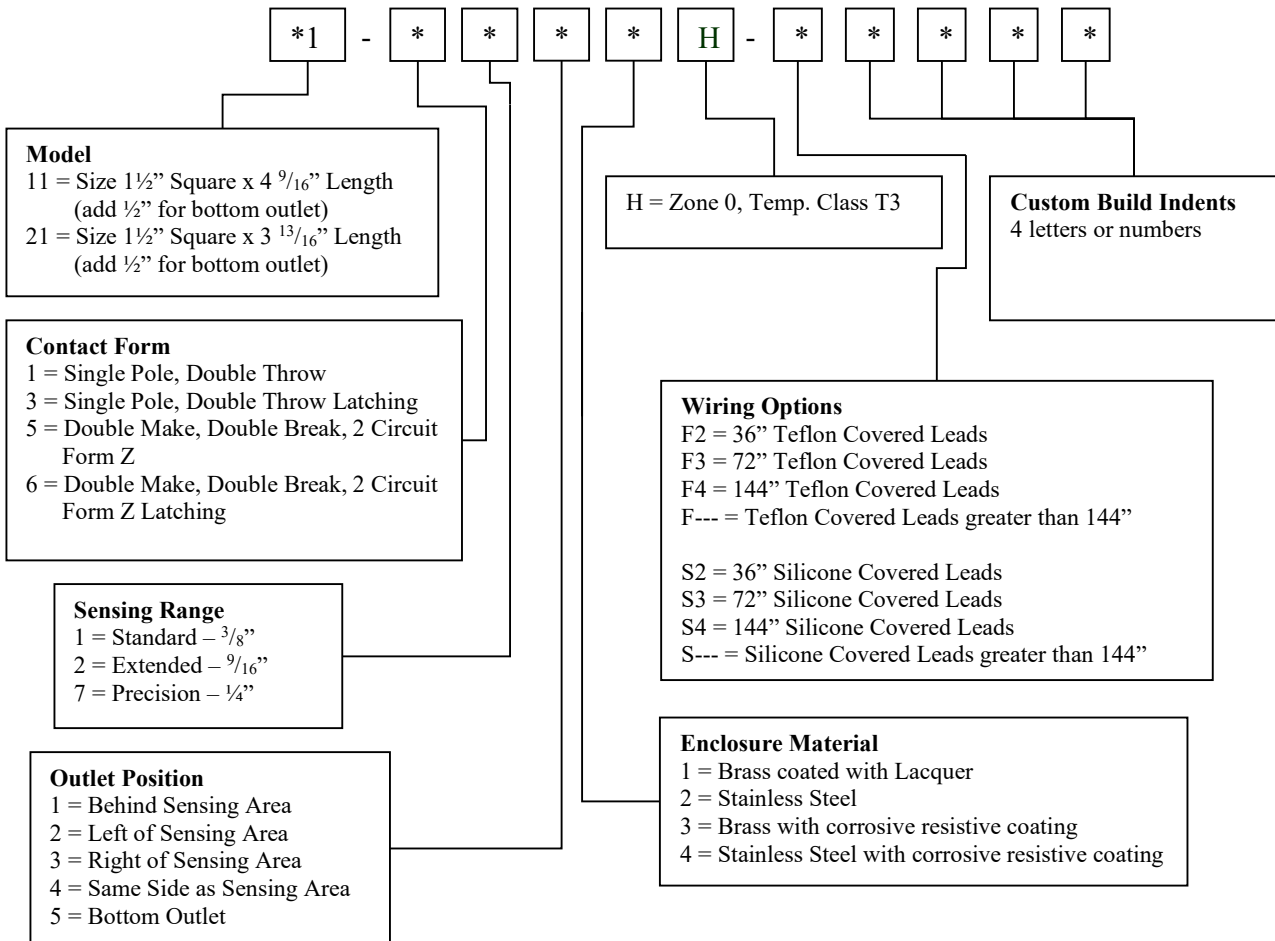 *1 - * * * * H - * * * * *
Model
11 = Size 1½” Square x 4 9/16” Length
(add ½” for bottom outlet)
21 = Size 1½” Square x 3 13/16” Length
(add ½” for bottom outlet)
H = Zone 0, Temp. Class T3
Custom Build Indents
4 letters or numbers
Contact Form
1 = Single Pole, Double Throw
3 = Single Pole, Double Throw Latching
5 = Double Make, Double Break, 2 Circuit
Form Z
6 = Double Make, Double Break, 2 Circuit
Form Z Latching
Wiring Options
F2 = 36” Teflon Covered Leads
F3 = 72” Teflon Covered Leads
F4 = 144” Teflon Covered Leads
F--- = Teflon Covered Leads greater than 144”
S2 = 36” Silicone Covered Leads
S3 = 72” Silicone Covered Leads
S4 = 144” Silicone Covered Leads
S--- = Silicone Covered Leads greater than 144”
Sensing Range
1 = Standard – 3/8”
2 = Extended – 9/16”
7 = Precision – ¼”
Outlet Position
1 = Behind Sensing Area
2 = Left of Sensing Area
3 = Right of Sensing Area
4 = Same Side as Sensing Area
5 = Bottom Outlet
Enclosure Material
1 = Brass coated with Lacquer
2 = Stainless Steel
3 = Brass with corrosive resistive coating
4 = Stainless Steel with corrosive resistive coating